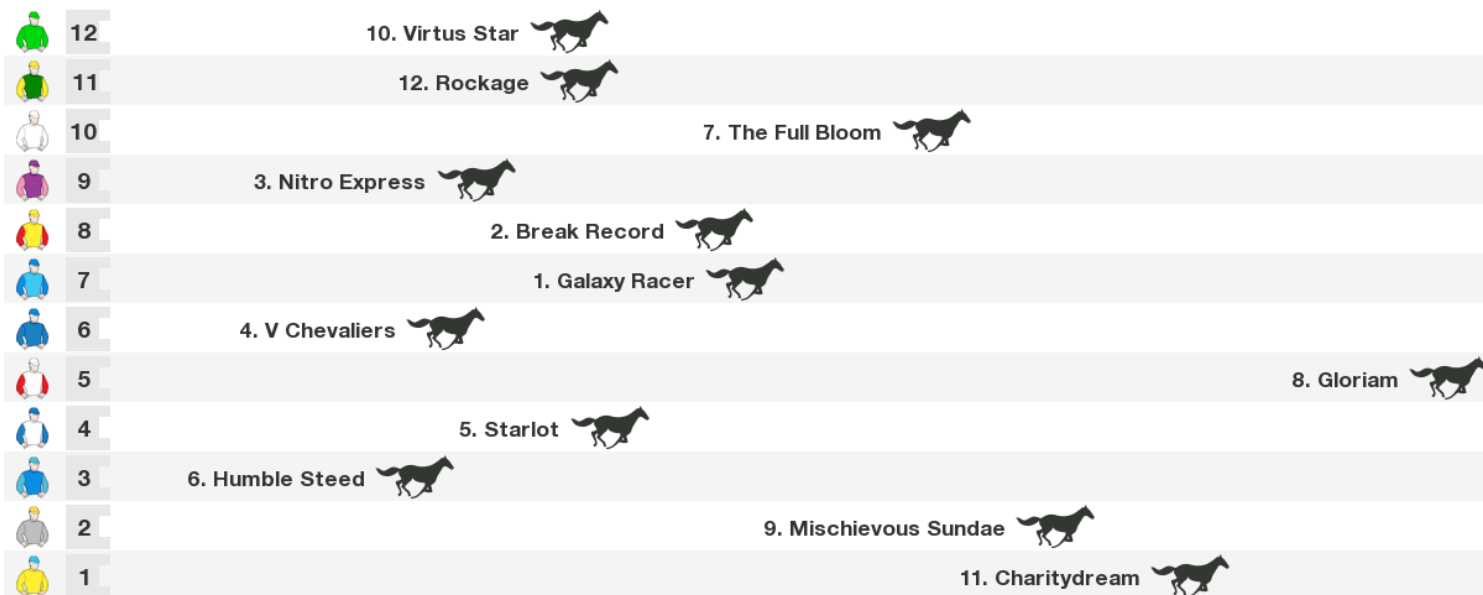 12 10. Virtus Star
11 12. Rockage
10 7. The Full Bloom
9 3. Nitro Express
8 2. Break Record
7 1. Galaxy Racer
6 4. V Chevaliers
5 8. Gloriam
4 5. Starlot
3 6. Humble Steed
2 9. Mischievous Sundae
1 11. Charitydream